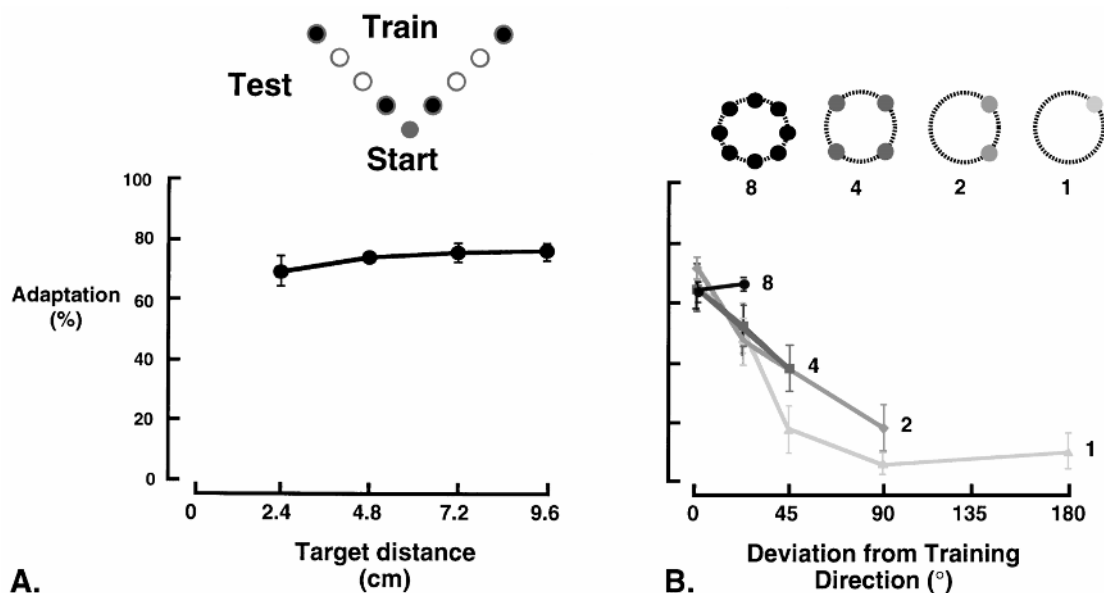 Train
Test
Start
100
80
60
40
20
0
Adaptation
(%)
0 2.4 4.8 7.2 9.6
Target distance
(cm)
A.
8 4 2 1
8
4
2
1
0 45 90 135 180
Deviation from Training
Direction (°)
B.